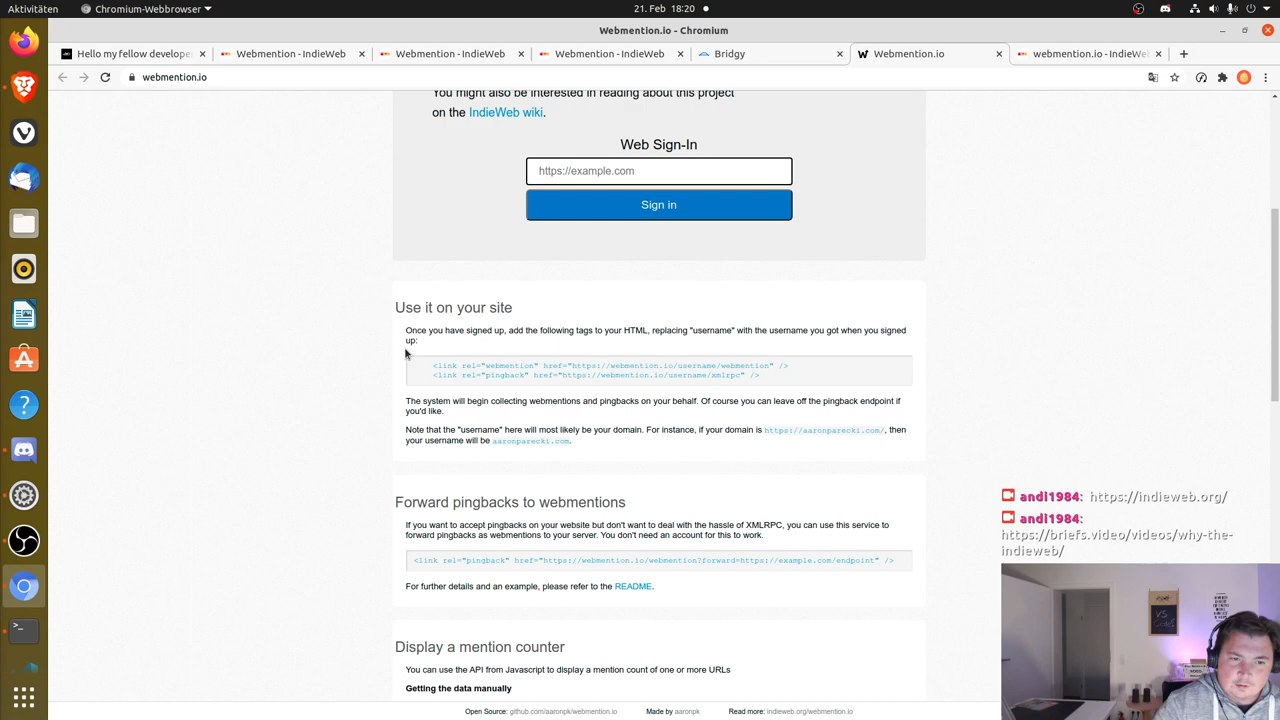 Aktivitäten
Chromium-Webbrowser
21. Mai 18:20
Webmention.io - Chromium
Hello my fellow develope
Webmention - IndieWeb
Webmention - IndieWeb
Webmention - IndieWeb
Bridgy
Webmention.io
webmention.io - IndieWe
webmention.io
You might also be interested in reading about this project
on the IndieWeb wiki.
Web Sign-In
https://example.com
Sign in
Use it on your site
Once you have signed up, add the following tags to your HTML, replacing "username" with the username you got when you signed
up:
<link rel="webmention" href="https://webmention.io/username/webmention" />
<link rel="pingback" href="https://webmention.io/username/xmlrpc" />
The system will begin collecting webmentions and pingbacks on your behalf. Of course you can leave off the pingback endpoint if
you'd like.
Note that the "username" here will most likely be your domain. For instance, if your domain is https://aaronparecki.com/, then
your username will be aaronparecki.com.
Forward pingbacks to webmentions
If you want to accept pingbacks on your website but don't want to deal with the hassle of XMLRPC, you can use this service to
forward pingbacks as webmentions to your server. You don't need an account for this to work.
<link rel="pingback" href="https://webmention.io/webmention?forward=https://example.com/endpoint" />
For further details and an example, please refer to the README.
Display a mention counter
You can use the API from Javascript to display a mention count of one or more URLs
Getting the data manually
Open Source: github.com/aaronpk/webmention.io Made by aaronpk Read more: indieweb.org/webmention.io
andi1984: https://indieweb.org/
andi1984:
https://briefs.video/videos/why-the-
indieweb/